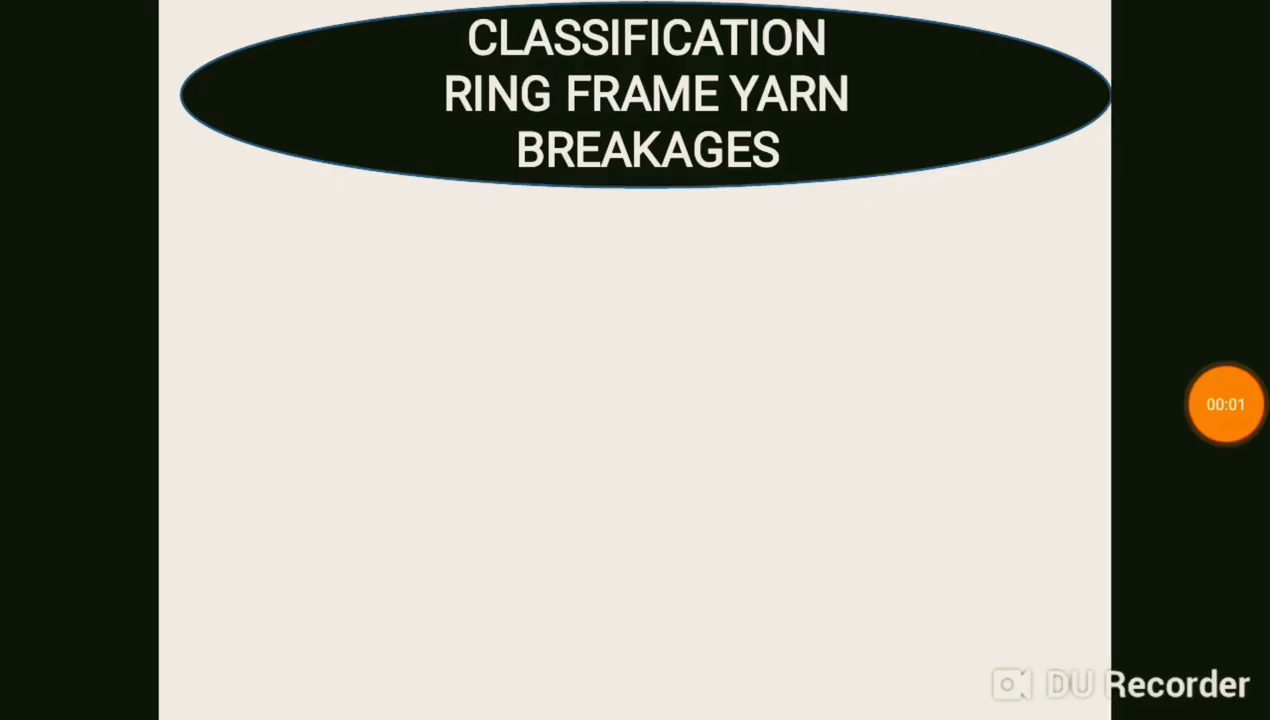 CLASSIFICATION
RING FRAME YARN
BREAKAGES
00:01
DU Recorder